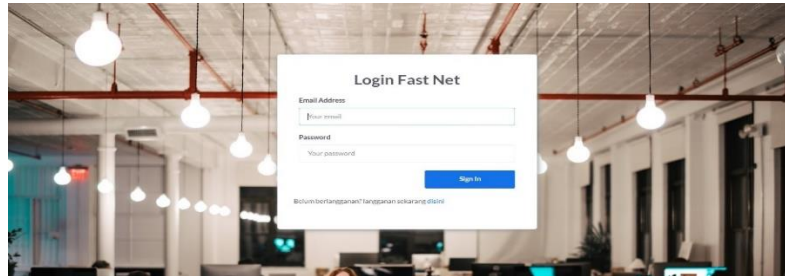 Login Fast Net
Email Address
Your email
Password
Your password
Sign In
Belum berlangganan? langganan sekarang disini